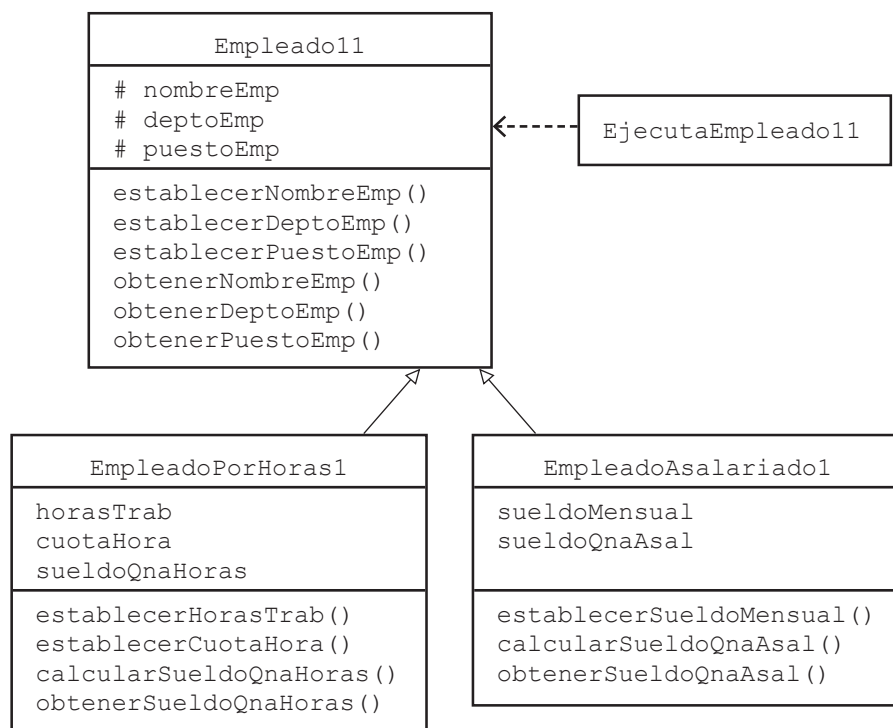 Empleado11
# nombreEmp
# deptoEmp
# puestoEmp
establecerNombreEmp()
establecerDeptoEmp()
establecerPuestoEmp()
obtenerNombreEmp()
obtenerDeptoEmp()
obtenerPuestoEmp()
EjecutaEmpleado11
EmpleadoPorHoras1
horasTrab
cuotaHora
sueldoQnaHoras
establecerHorasTrab()
establecerCuotaHora()
calcularSueldoQnaHoras()
obtenerSueldoQnaHoras()
EmpleadoAsalariado1
sueldoMensual
sueldoQnaAsal
establecerSueldoMensual()
calcularSueldoQnaAsal()
obtenerSueldoQnaAsal()